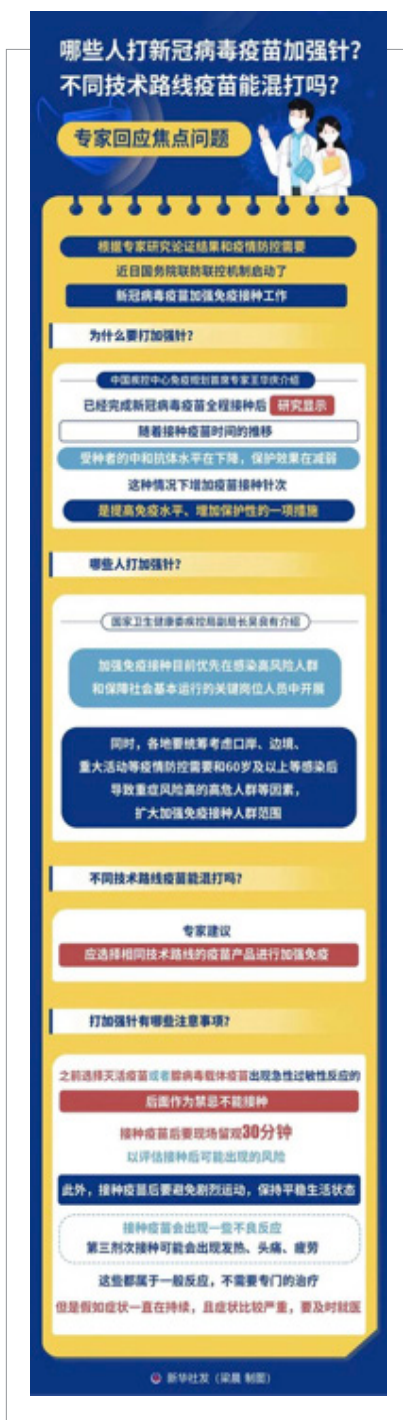 哪些人打新冠病毒疫苗加强针?
不同技术路线疫苗能混打吗?
专家回应焦点问题
根据专家研究论证结果和疫情防控需要
近日国务院联防联控机制启动了
新冠病毒疫苗加强免疫接种工作
为什么要打加强针?
中国疾控中心免疫规划首席专家王华庆介绍
已经完成新冠病毒疫苗全程接种后 研究显示
随着接种疫苗时间的推移
受种者的中和抗体水平在下降，保护效果在减弱
这种情况下增加疫苗接种针次
是提高免疫水平、增加保护性的一项措施
哪些人打加强针?
国家卫生健康委疾控局副局长吴良有介绍
加强免疫接种目前优先在感染高风险人群
和保障社会基本运行的关键岗位人员中开展
同时，各地要统筹考虑口岸、边境、
重大活动等疫情防控需要和60岁及以上等感染后
导致重症风险高的高危人群等因素，
扩大加强免疫接种人群范围
不同技术路线疫苗能混打吗?
专家建议
应选择相同技术路线的疫苗产品进行加强免疫
打加强针有哪些注意事项?
之前选择灭活疫苗或者腺病毒载体疫苗出现急性过敏性反应的
后面作为禁忌不能接种
接种疫苗后要现场留观30分钟
以评估接种后可能出现的风险
此外，接种疫苗后要避免剧烈运动，保持平稳生活状态
接种疫苗会出现一些不良反应
第三剂次接种可能会出现发热、头痛、疲劳
这些都属于一般反应，不需要专门的治疗
但是假如症状一直在持续，且症状比较严重，要及时就医
新华社发（梁晨 制图）